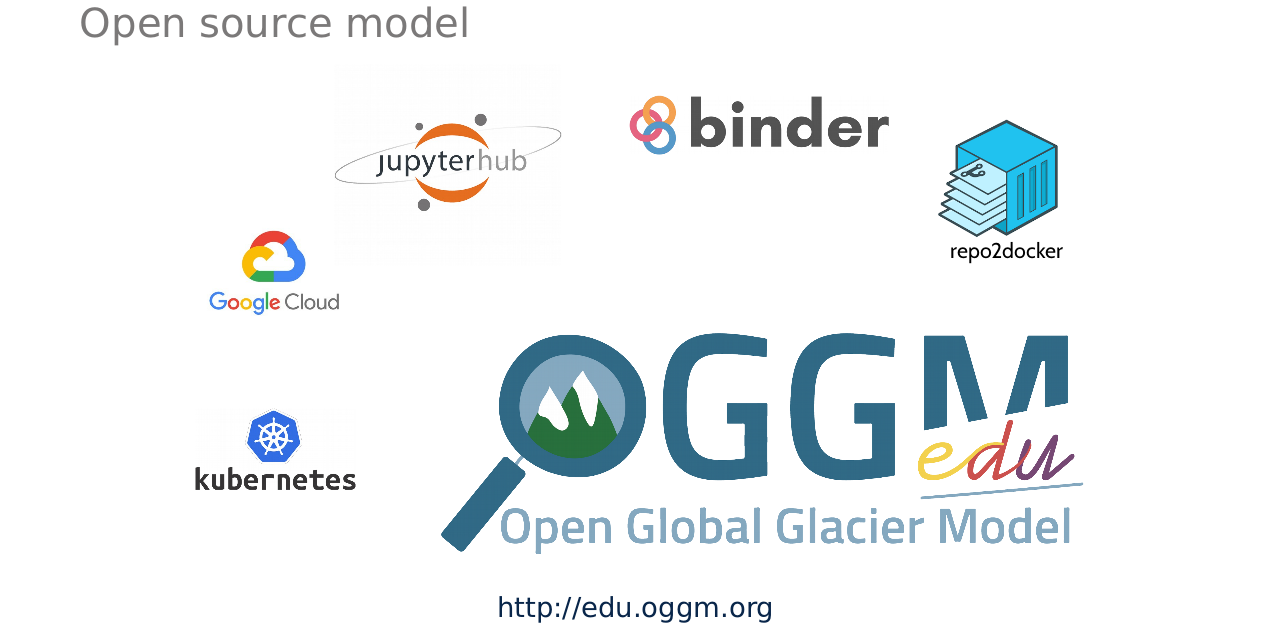 Open source model
jupyterhub
binder
repo2docker
Google Cloud
kubernetes
OGGM
edu
Open Global Glacier Model
http://edu.oggm.org